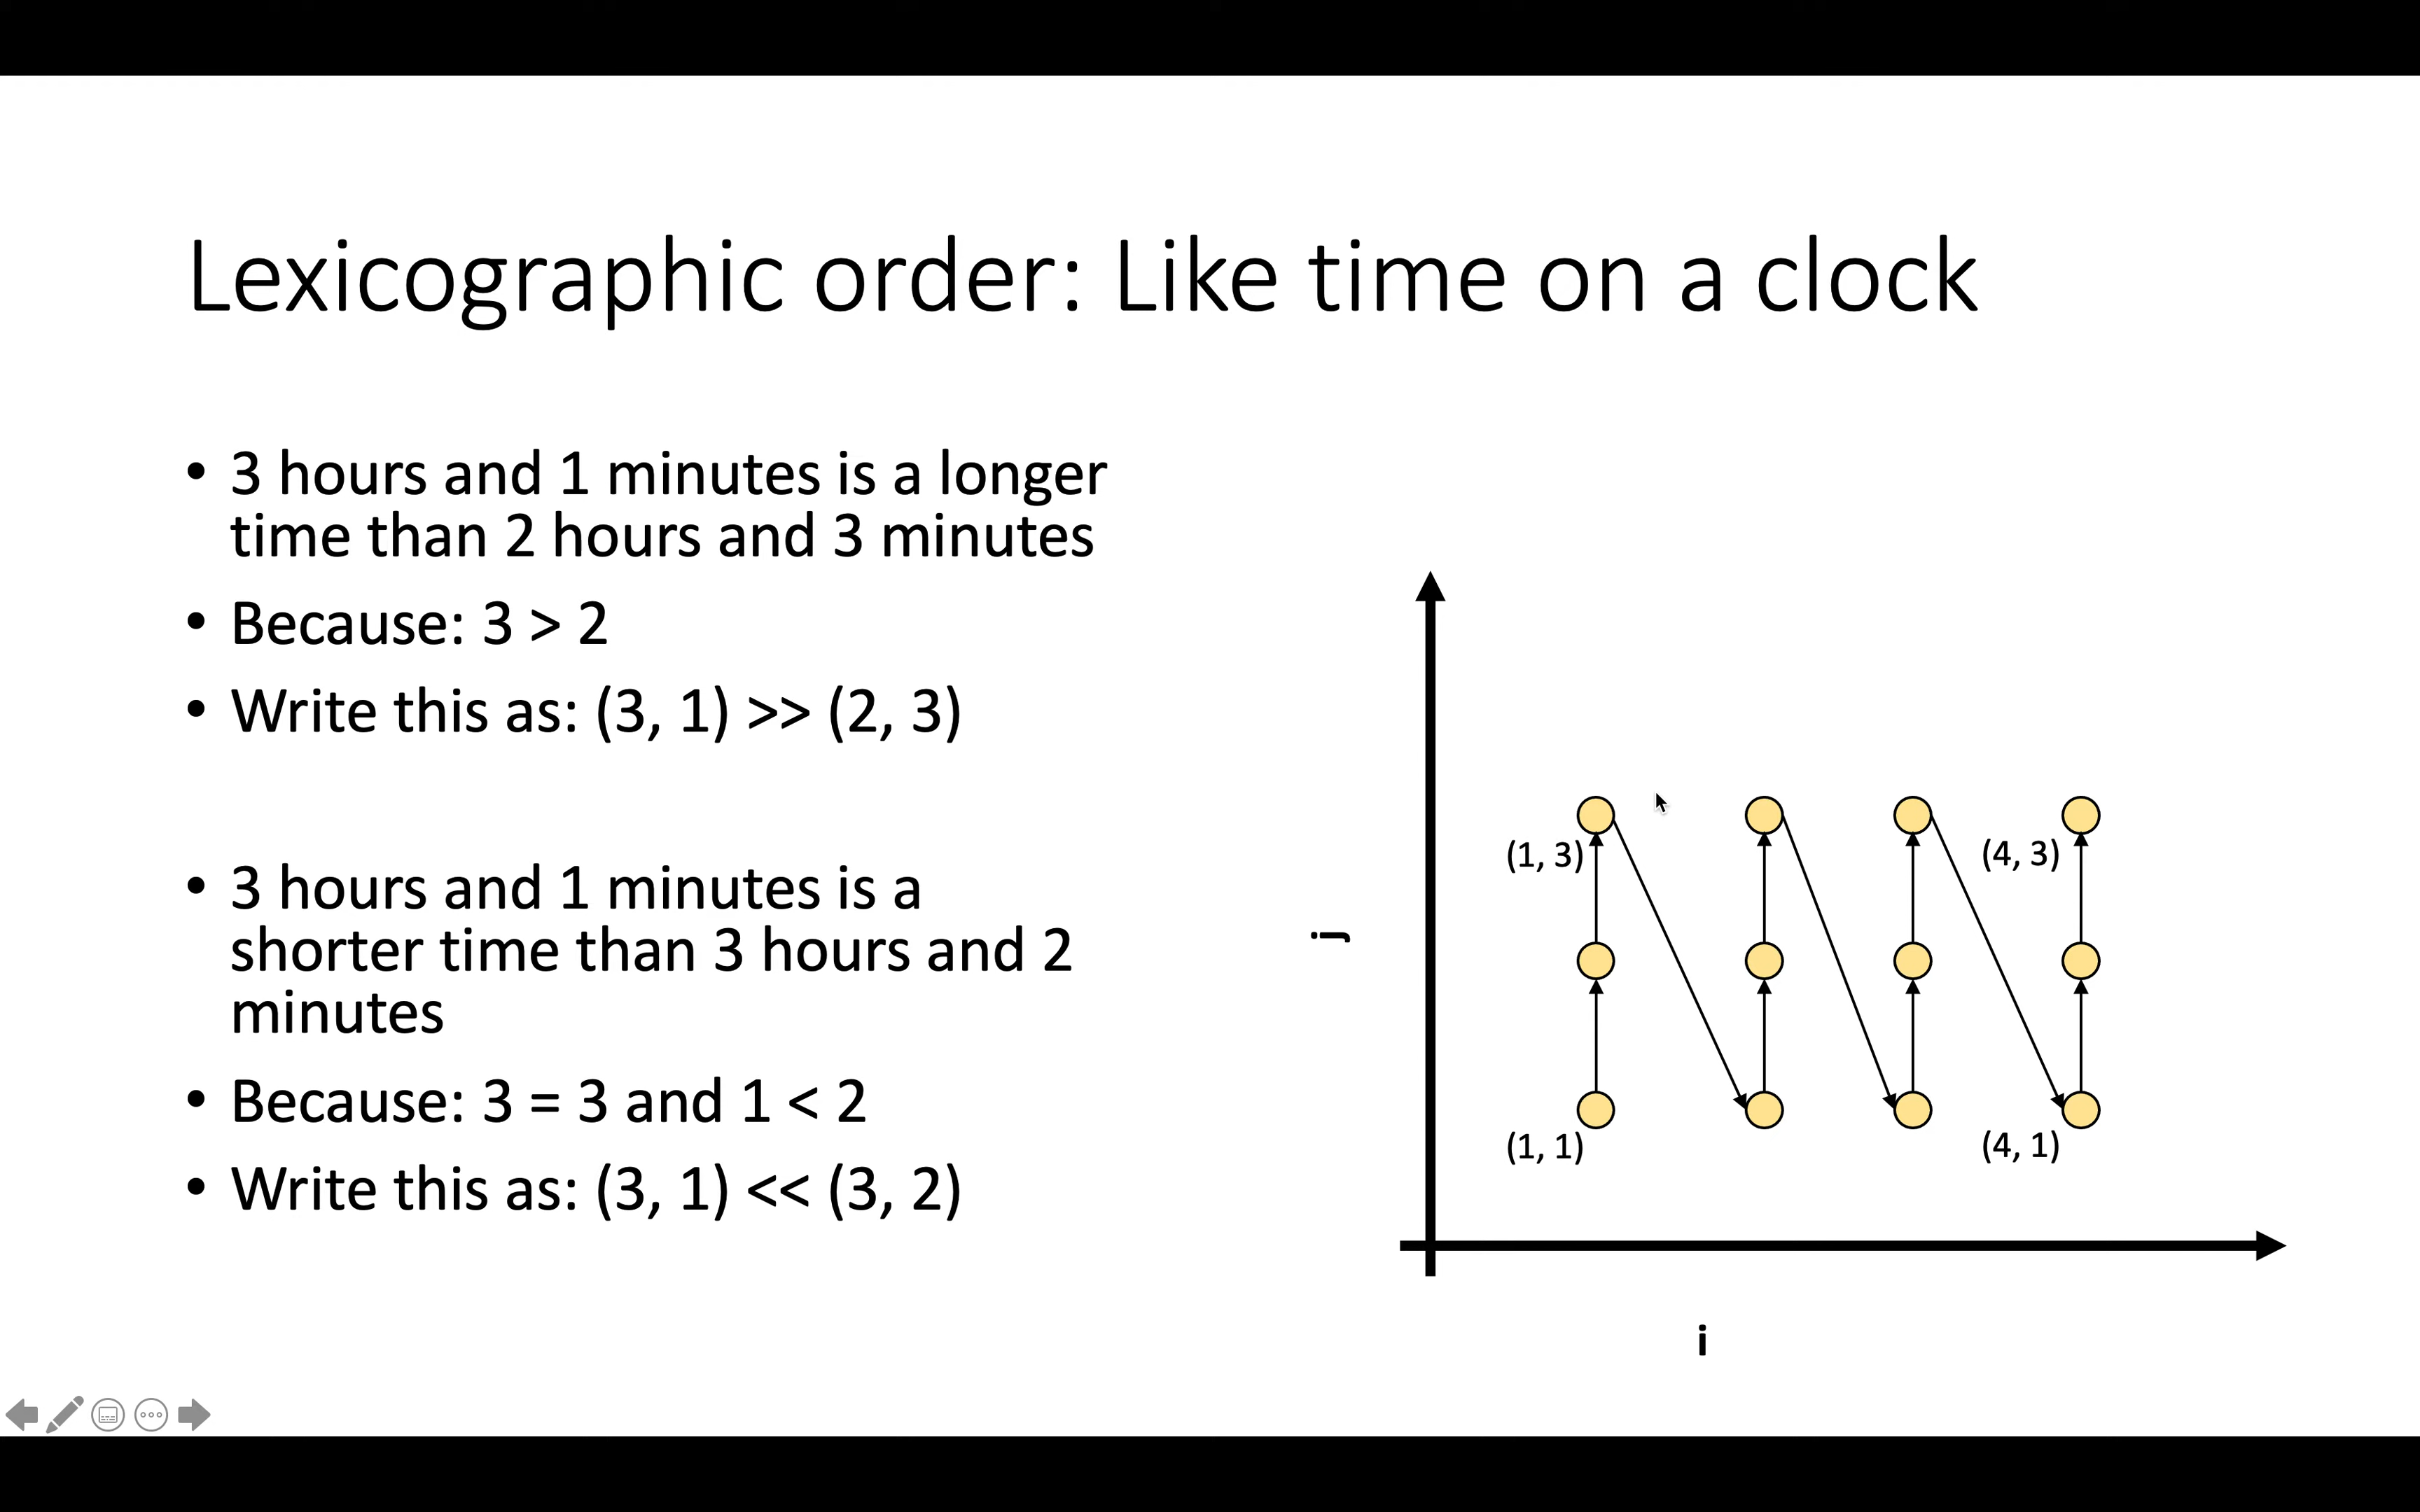 Lexicographic order: Like time on a clock
• 3 hours and 1 minutes is a longer
time than 2 hours and 3 minutes
• Because: 3 > 2
• Write this as: (3, 1) >> (2, 3)
• 3 hours and 1 minutes is a
shorter time than 3 hours and 2
minutes
• Because: 3 = 3 and 1 < 2
• Write this as: (3, 1) << (3, 2)
(1, 3)
(4, 3)
j
(1, 1)
(4, 1)
i